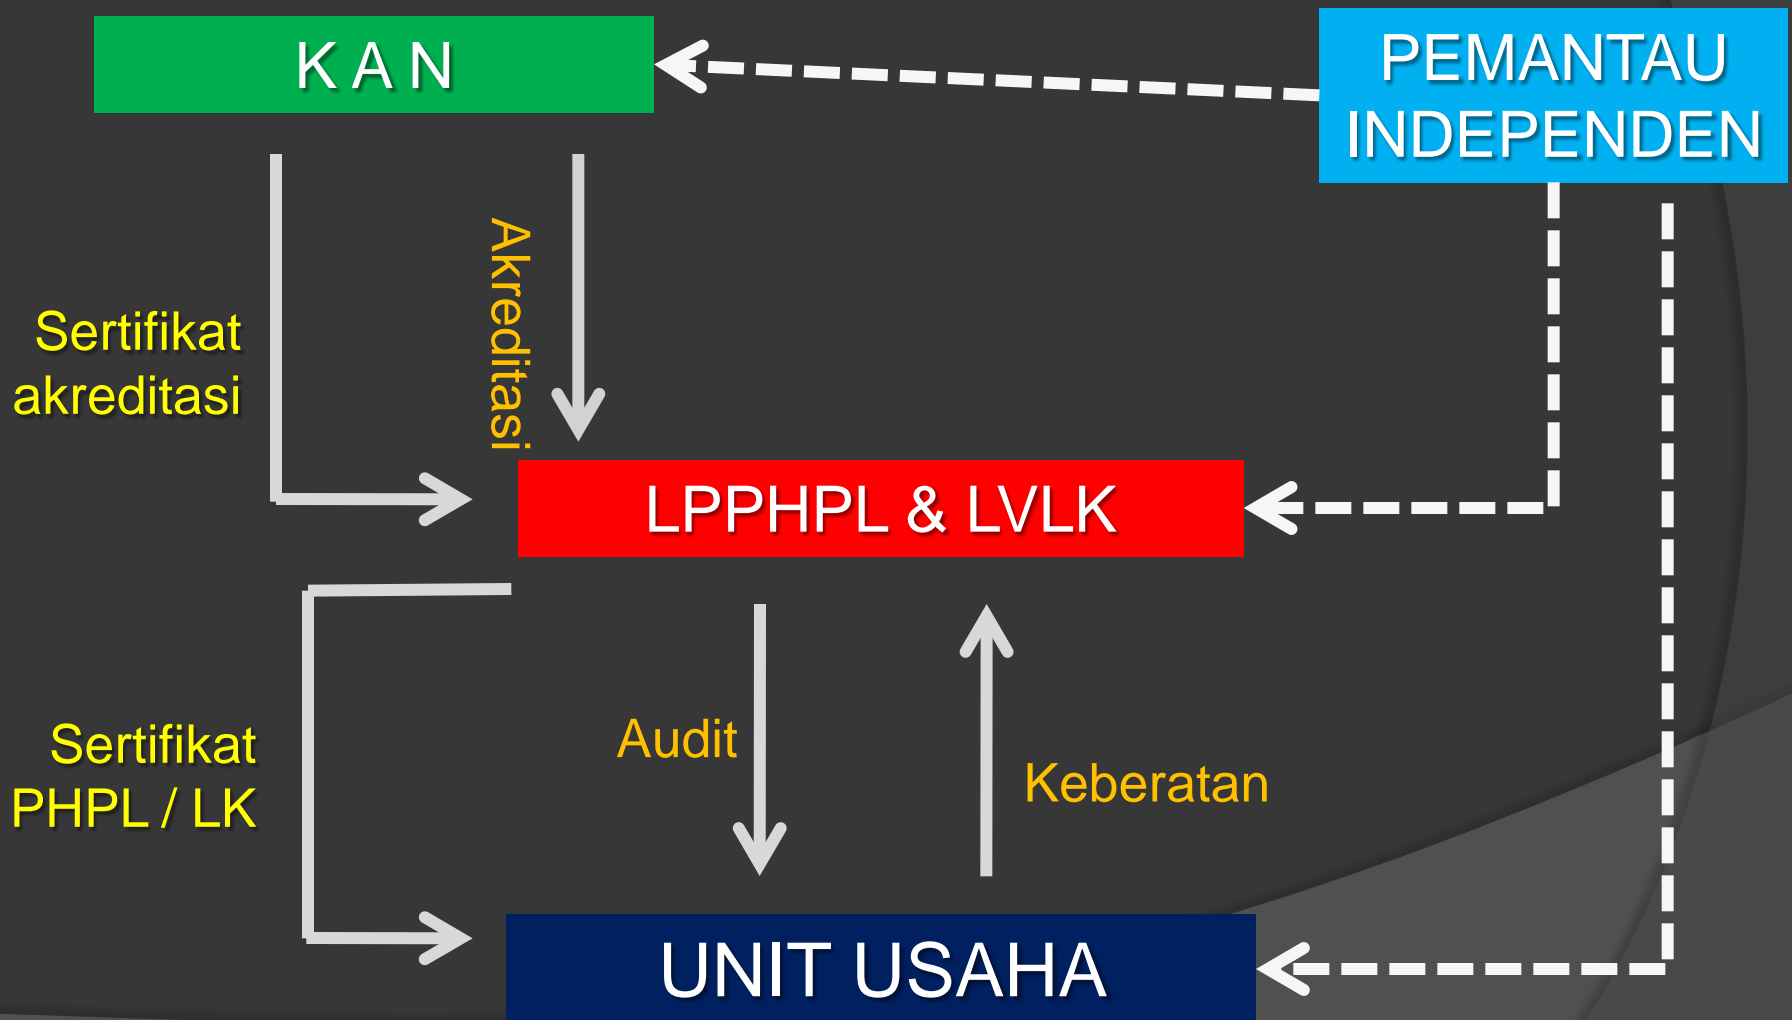 K A N
PEMANTAU
INDEPENDEN
Akreditasi
Sertifikat
akreditasi
LPPHPL & LVLK
Sertifikat
PHPL / LK
Audit
Keberatan
UNIT USAHA